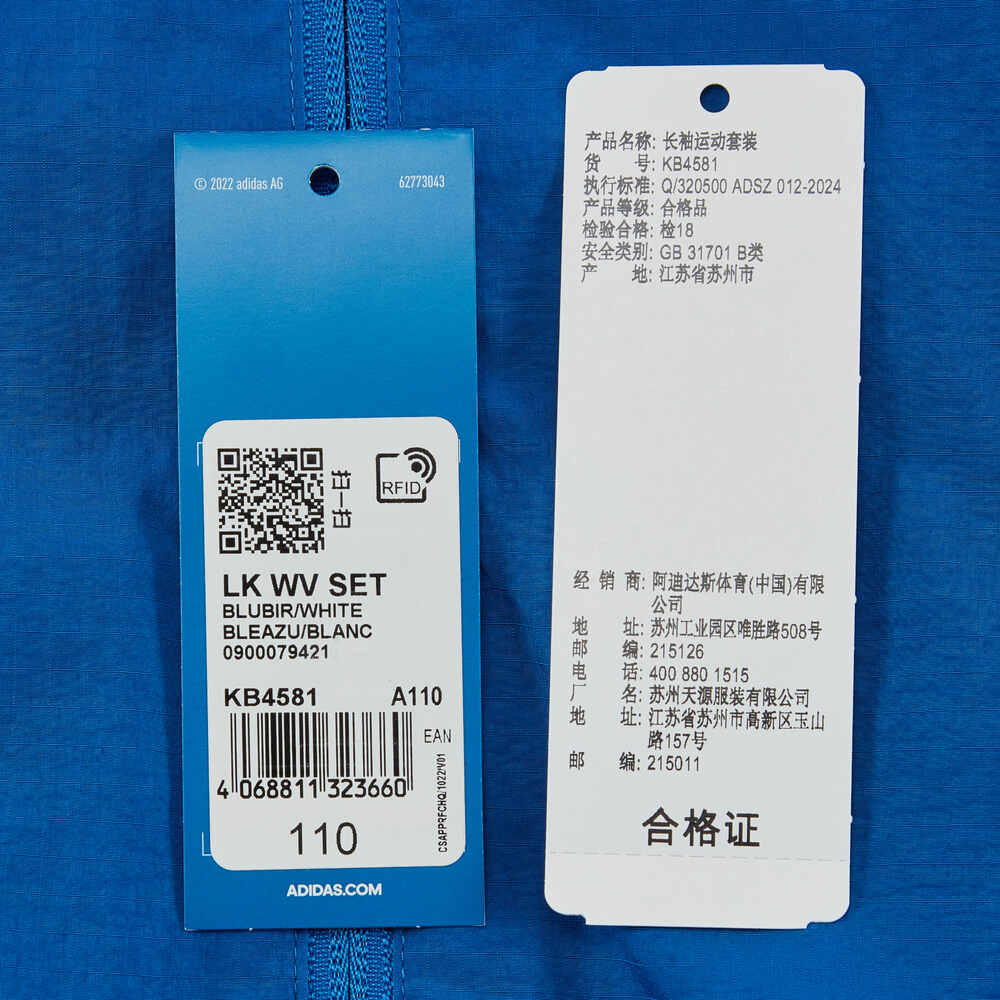 © 2022 adidas AG
62773043
扫一扫
RFID
LK WV SET
BLUBIR/WHITE
BLEAZU/BLANC
0900079421
KB4581 A110
EAN
4 068811 323660
CSAPPRFCHQ/1022/V01
110
ADIDAS.COM
产品名称: 长袖运动套装
货 号: KB4581
执行标准: Q/320500 ADSZ 012-2024
产品等级: 合格品
检验合格: 检18
安全类别: GB 31701 B类
产 地: 江苏省苏州市
经 销 商: 阿迪达斯体育(中国)有限
公司
地 址: 苏州工业园区唯胜路508号
邮 编: 215126
电 话: 400 880 1515
厂 名: 苏州天源服装有限公司
地 址: 江苏省苏州市高新区玉山
路157号
邮 编: 215011
合格证